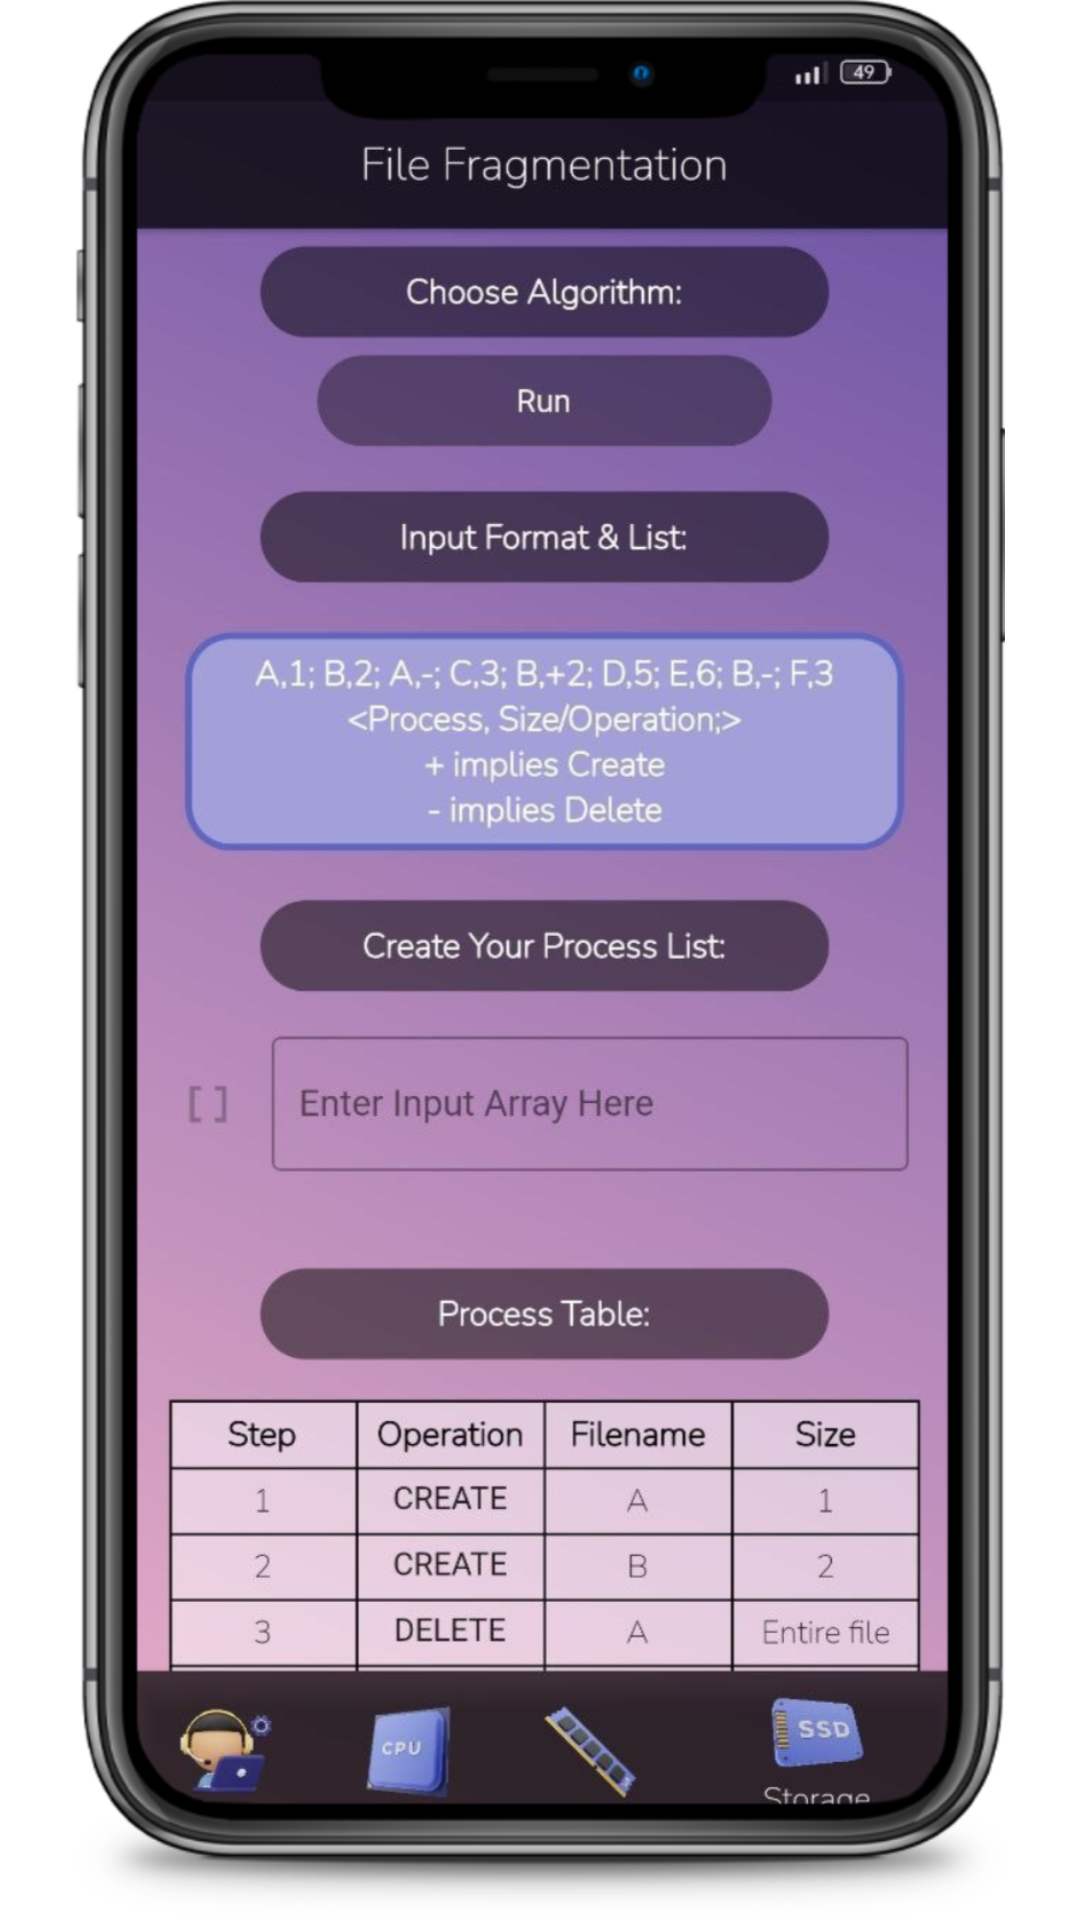 49
File Fragmentation
Choose Algorithm:
Run
Input Format & List:
A,1; B,2; A,-; C,3; B,+2; D,5; E,6; B,-; F,3
<Process, Size/Operation;>
+ implies Create
- implies Delete
Create Your Process List:
[ ] Enter Input Array Here
Process Table:
Step Operation Filename Size
1 CREATE A 1
2 CREATE B 2
3 DELETE A Entire file
CPU
SSD
Storage